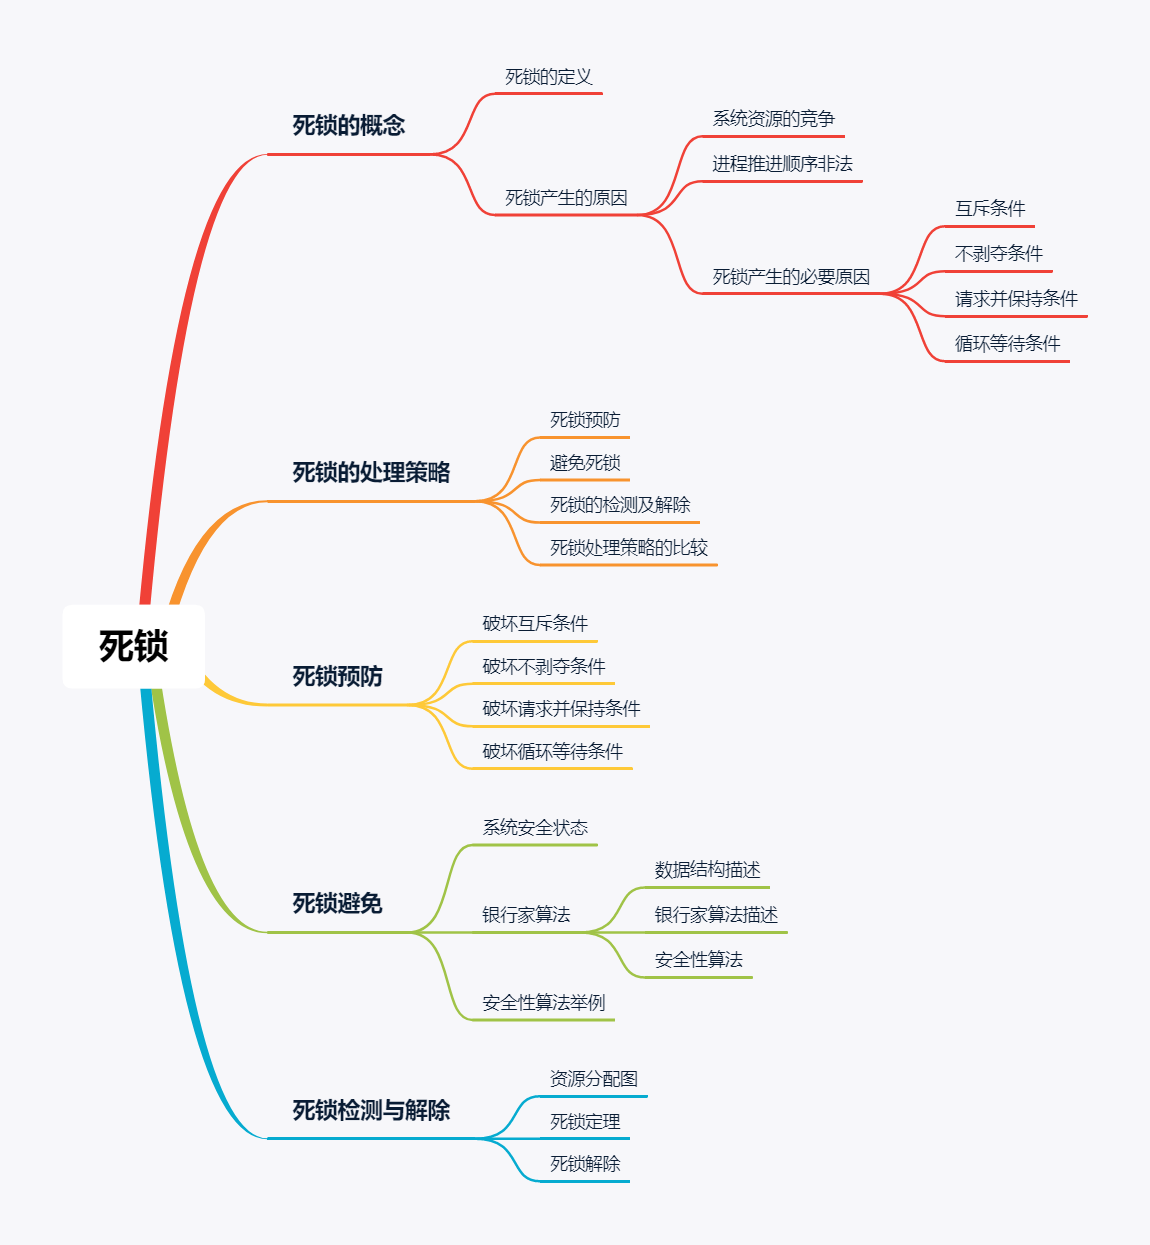 死锁
死锁的概念
死锁的定义
死锁产生的原因
系统资源的竞争
进程推进顺序非法
死锁产生的必要原因
互斥条件
不剥夺条件
请求并保持条件
循环等待条件
死锁的处理策略
死锁预防
避免死锁
死锁的检测及解除
死锁处理策略的比较
死锁预防
破坏互斥条件
破坏不剥夺条件
破坏请求并保持条件
破坏循环等待条件
死锁避免
系统安全状态
银行家算法
数据结构描述
银行家算法描述
安全性算法
安全性算法举例
死锁检测与解除
资源分配图
死锁定理
死锁解除